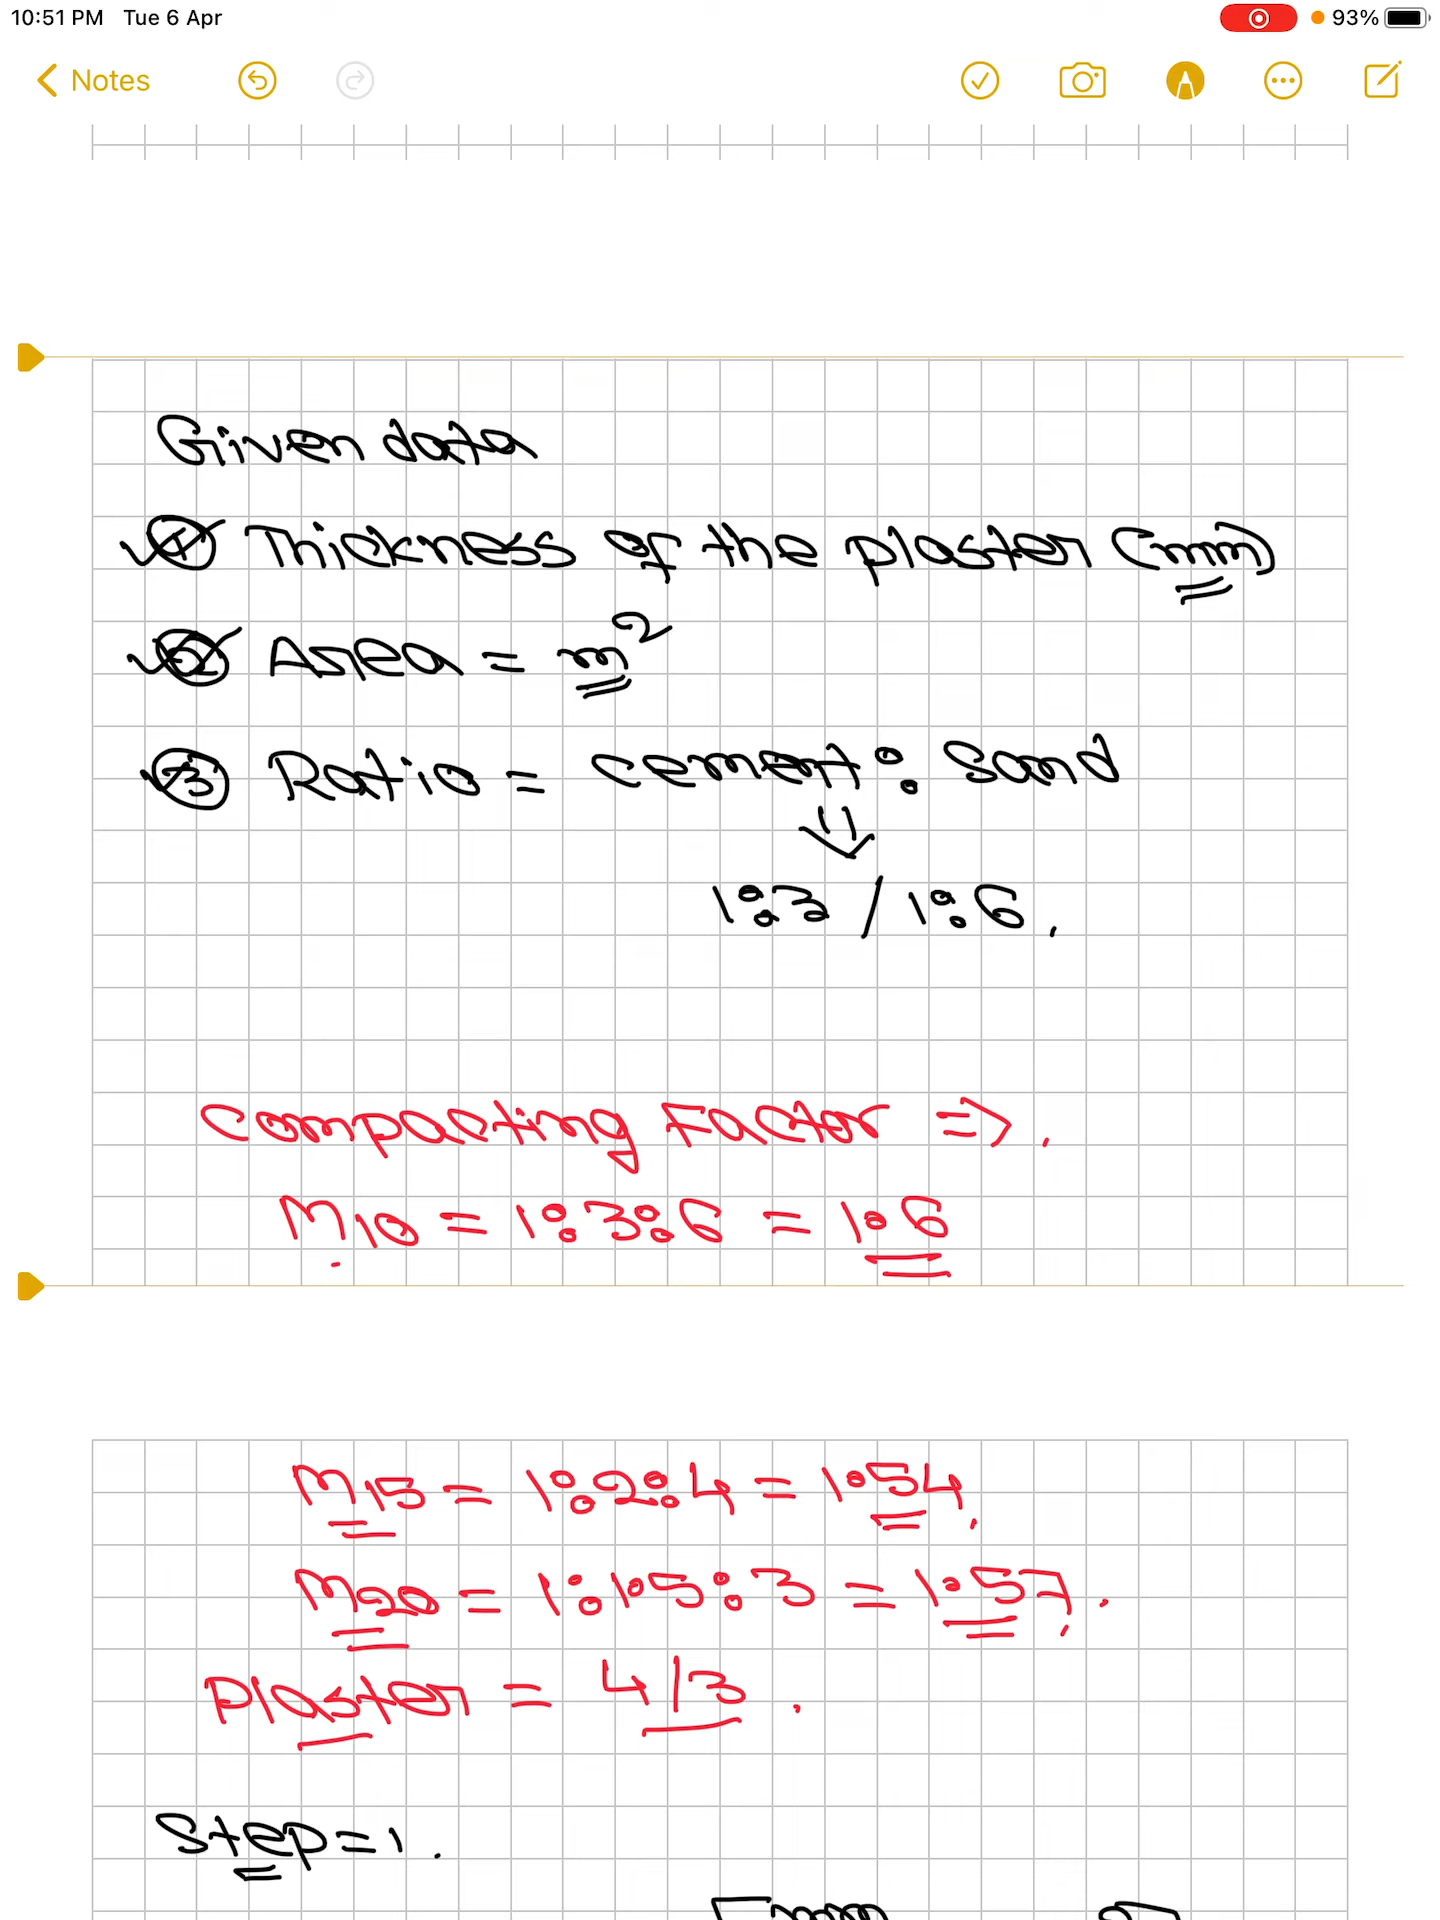 10:51 PM Tue 6 Apr 93%
Notes
Given data
1 Thickness of the plaster (mm)
2 Area = m²
3 Ratio = cement : Sand
1:3 / 1:6.
Compacting Factor =>.
M10 = 1:3:6 = 1.6
M15 = 1:2:4 = 1.54.
M20 = 1:1.5:3 = 1.57.
Plaster = 4/3.
Step = 1.